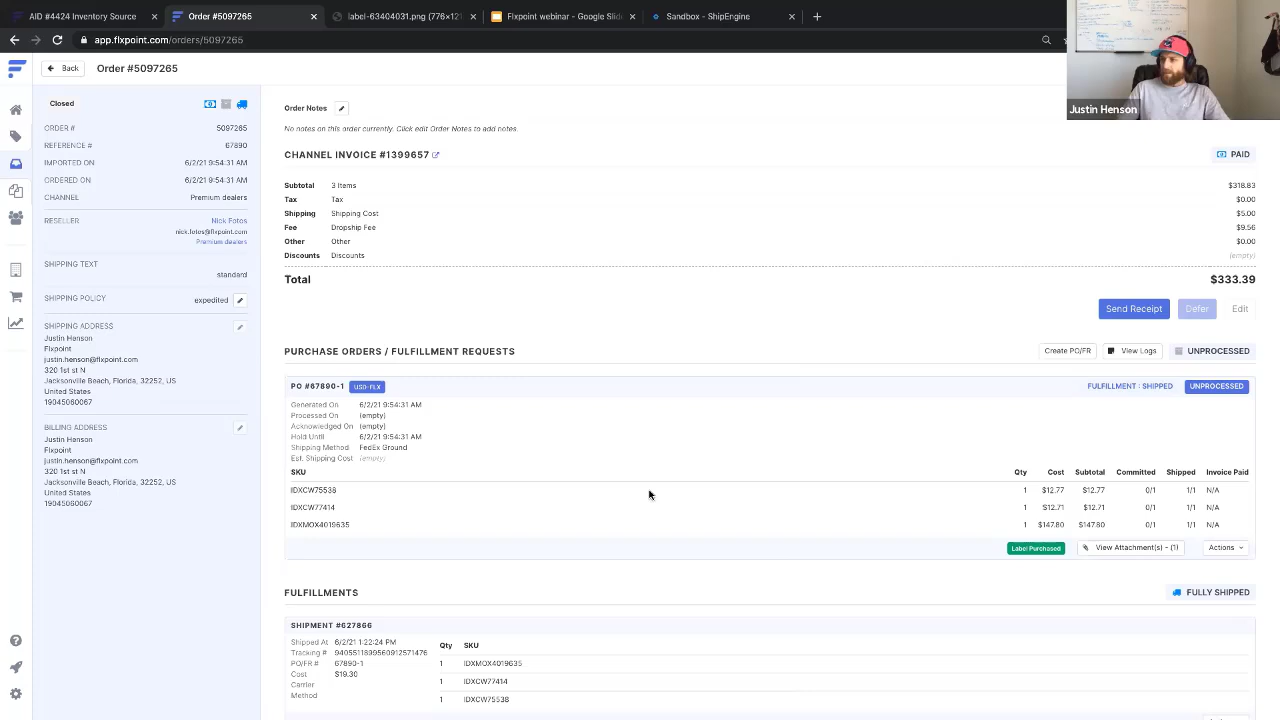 AID #4424 Inventory Source
Order #5097265
label-63404031.png (776×121
Flxpoint webinar - Google Slid
Sandbox - ShipEngine
app.flxpoint.com/orders/5097265
Back
Order #5097265
Justin Henson
Closed
ORDER # 5097265
REFERENCE # 67890
IMPORTED ON 6/2/21 9:54:31 AM
ORDERED ON 6/2/21 9:54:31 AM
CHANNEL Premium dealers
RESELLER Nick Fotos
nick.fotos@flxpoint.com
Premium dealers
SHIPPING TEXT
standard
SHIPPING POLICY expedited
SHIPPING ADDRESS
Justin Henson
Flxpoint
justin.henson@flxpoint.com
320 1st st N
Jacksonville Beach, Florida, 32252, US
United States
19045060067
BILLING ADDRESS
Justin Henson
Flxpoint
justin.henson@flxpoint.com
320 1st st N
Jacksonville Beach, Florida, 32252, US
United States
19045060067
Order Notes
No notes on this order currently. Click edit Order Notes to add notes.
CHANNEL INVOICE #1399657 PAID
Subtotal 3 Items $318.83
Tax Tax $0.00
Shipping Shipping Cost $5.00
Fee Dropship Fee $9.56
Other Other $0.00
Discounts Discounts (empty)
Total $333.39
Send Receipt Defer Edit
PURCHASE ORDERS / FULFILLMENT REQUESTS Create PO/FR View Logs UNPROCESSED
PO #67890-1 USD-FLX FULFILLMENT : SHIPPED UNPROCESSED
Generated On 6/2/21 9:54:31 AM
Processed On (empty)
Acknowledged On (empty)
Hold Until 6/2/21 9:54:31 AM
Shipping Method FedEx Ground
Est. Shipping Cost (empty)
SKU Qty Cost Subtotal Committed Shipped Invoice Paid
IDXCW75538 1 $12.77 $12.77 0/1 1/1 N/A
IDXCW77414 1 $12.71 $12.71 0/1 1/1 N/A
IDXMOX4019635 1 $147.80 $147.80 0/1 1/1 N/A
Label Purchased View Attachment(s) - (1) Actions
FULFILLMENTS FULLY SHIPPED
SHIPMENT #627866
Shipped At 6/2/21 1:22:24 PM
Tracking # 9405511899560912571476
PO/FR # 67890-1
Cost $19.30
Carrier
Method
Qty SKU
1 IDXMOX4019635
1 IDXCW77414
1 IDXCW75538